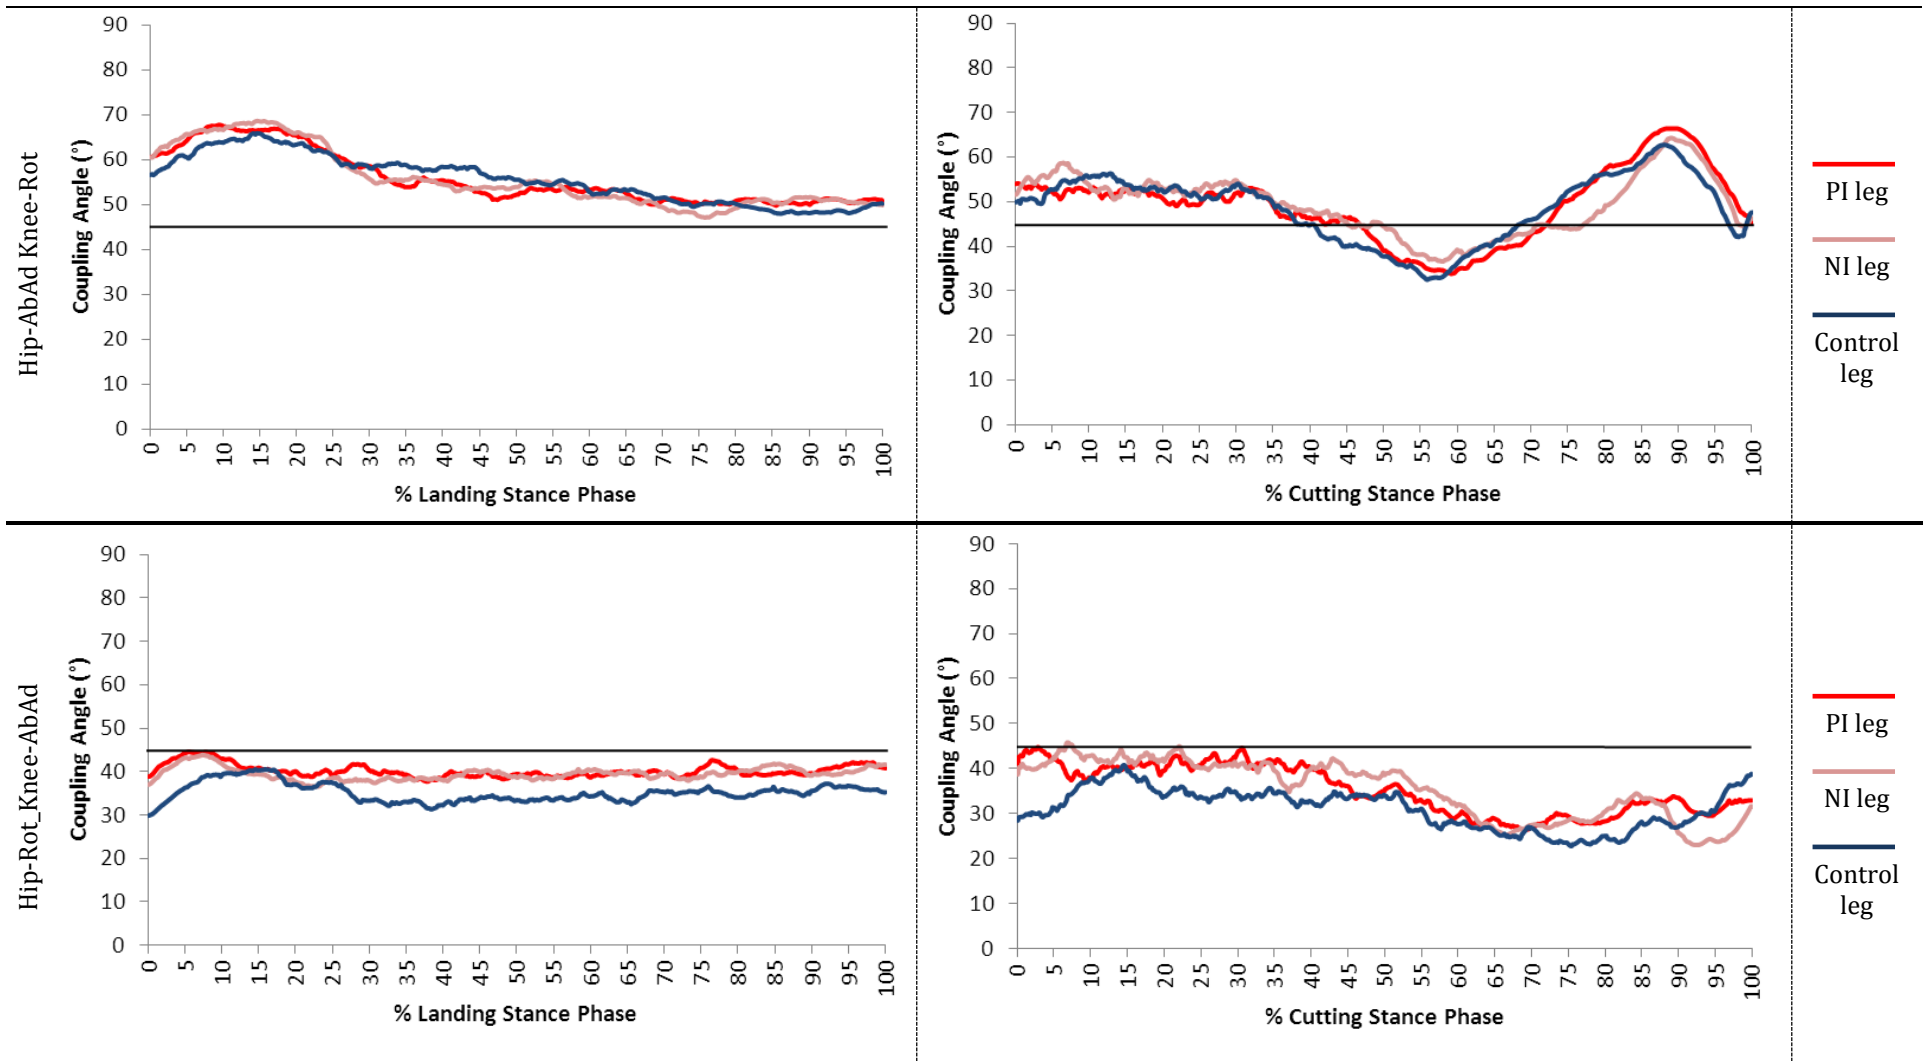 Hip-AbAd Knee-Rot
Coupling Angle (°)
90
80
70
60
50
40
30
20
10
0
0 5 10 15 20 25 30 35 40 45 50 55 60 65 70 75 80 85 90 95 100
% Landing Stance Phase
Coupling Angle (°)
90
80
70
60
50
40
30
20
10
0
0 5 10 15 20 25 30 35 40 45 50 55 60 65 70 75 80 85 90 95 100
% Cutting Stance Phase
PI leg
NI leg
Control
leg
Hip-Rot_Knee-AbAd
Coupling Angle (°)
90
80
70
60
50
40
30
20
10
0
0 5 10 15 20 25 30 35 40 45 50 55 60 65 70 75 80 85 90 95 100
% Landing Stance Phase
Coupling Angle (°)
90
80
70
60
50
40
30
20
10
0
0 5 10 15 20 25 30 35 40 45 50 55 60 65 70 75 80 85 90 95 100
% Cutting Stance Phase
PI leg
NI leg
Control
leg